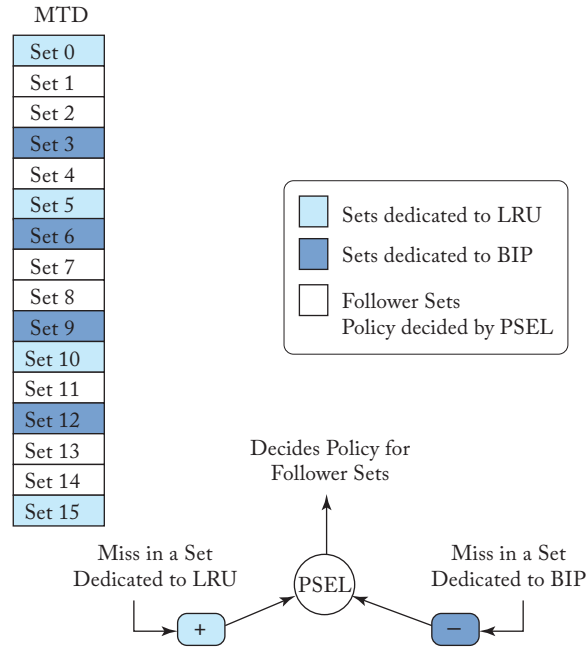 MTD
Set 0
Set 1
Set 2
Set 3
Set 4
Set 5
Set 6
Set 7
Set 8
Set 9
Set 10
Set 11
Set 12
Set 13
Set 14
Set 15
Sets dedicated to LRU
Sets dedicated to BIP
Follower Sets
Policy decided by PSEL
Decides Policy for
Follower Sets
Miss in a Set
Dedicated to LRU
Miss in a Set
Dedicated to BIP
PSEL
+
−